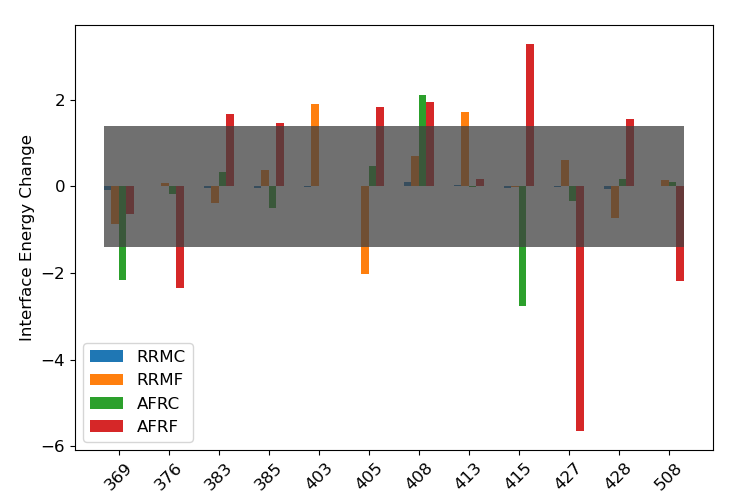 Interface Energy Change
2
0
−2
−4
−6
RRMC
RRMF
AFRC
AFRF
369 376 383 385 403 405 408 413 415 427 428 508